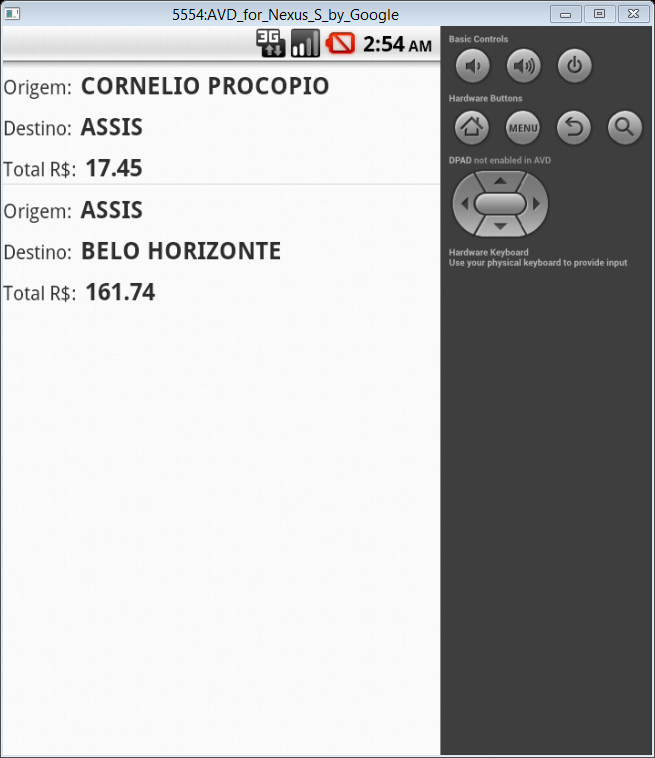 5554:AVD_for_Nexus_S_by_Google
3G 2:54 AM
Origem: CORNELIO PROCOPIO
Destino: ASSIS
Total R$: 17.45
Origem: ASSIS
Destino: BELO HORIZONTE
Total R$: 161.74
Basic Controls
Hardware Buttons
MENU
DPAD not enabled in AVD
Hardware Keyboard
Use your physical keyboard to provide input